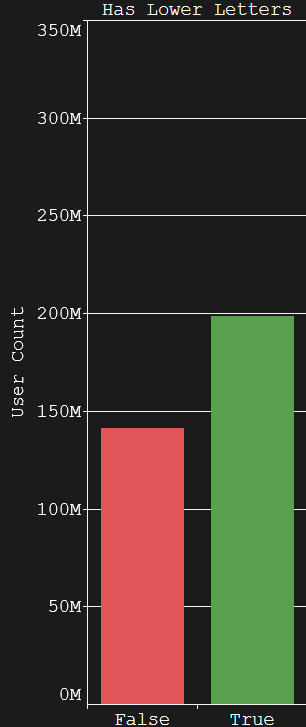 Has Lower Letters
350M
300M
250M
200M
150M
100M
50M
0M
User Count
False
True